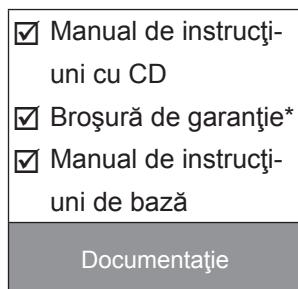 ☑ Manual de instrucţi-
uni cu CD
☑ Broşură de garanţie*
☑ Manual de instrucţi-
uni de bază
Documentaţie